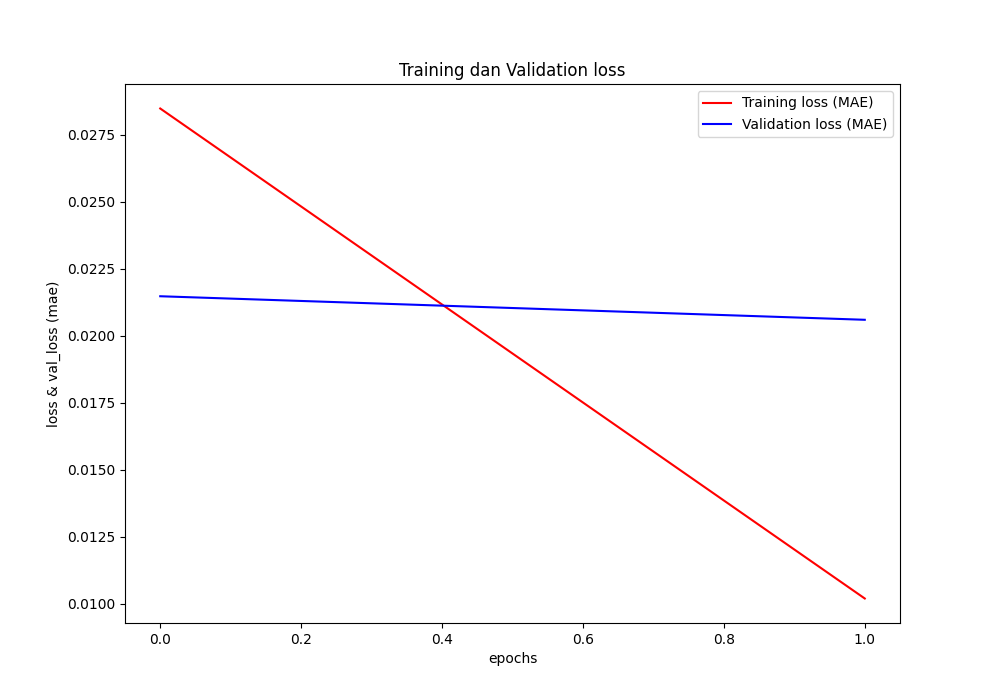 Training dan Validation loss
Training loss (MAE)
Validation loss (MAE)
loss & val_loss (mae)
0.0275
0.0250
0.0225
0.0200
0.0175
0.0150
0.0125
0.0100
0.0 0.2 0.4 0.6 0.8 1.0
epochs